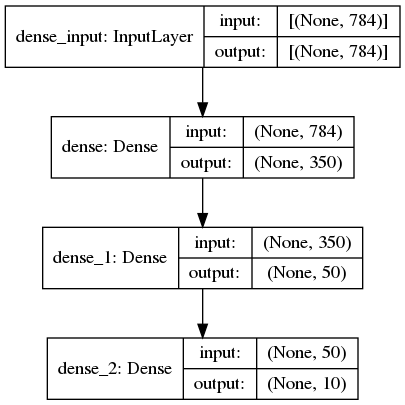 dense_input: InputLayer
input: [(None, 784)]
output: [(None, 784)]
dense: Dense
input: (None, 784)
output: (None, 350)
dense_1: Dense
input: (None, 350)
output: (None, 50)
dense_2: Dense
input: (None, 50)
output: (None, 10)